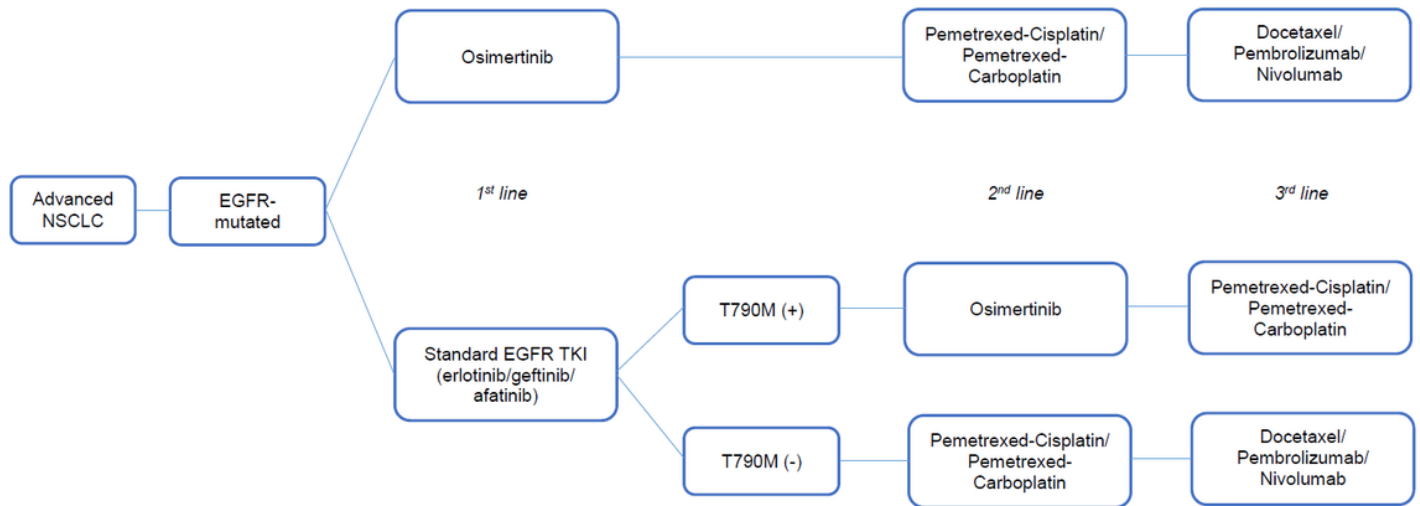 Osimertinib
Pemetrexed-Cisplatin/
Pemetrexed-
Carboplatin
Docetaxel/
Pembrolizumab/
Nivolumab
Advanced
NSCLC
EGFR-
mutated
1st line
2nd line
3rd line
Standard EGFR TKI
(erlotinib/geftinib/
afatinib)
T790M (+)
Osimertinib
Pemetrexed-Cisplatin/
Pemetrexed-
Carboplatin
T790M (-)
Pemetrexed-Cisplatin/
Pemetrexed-
Carboplatin
Docetaxel/
Pembrolizumab/
Nivolumab